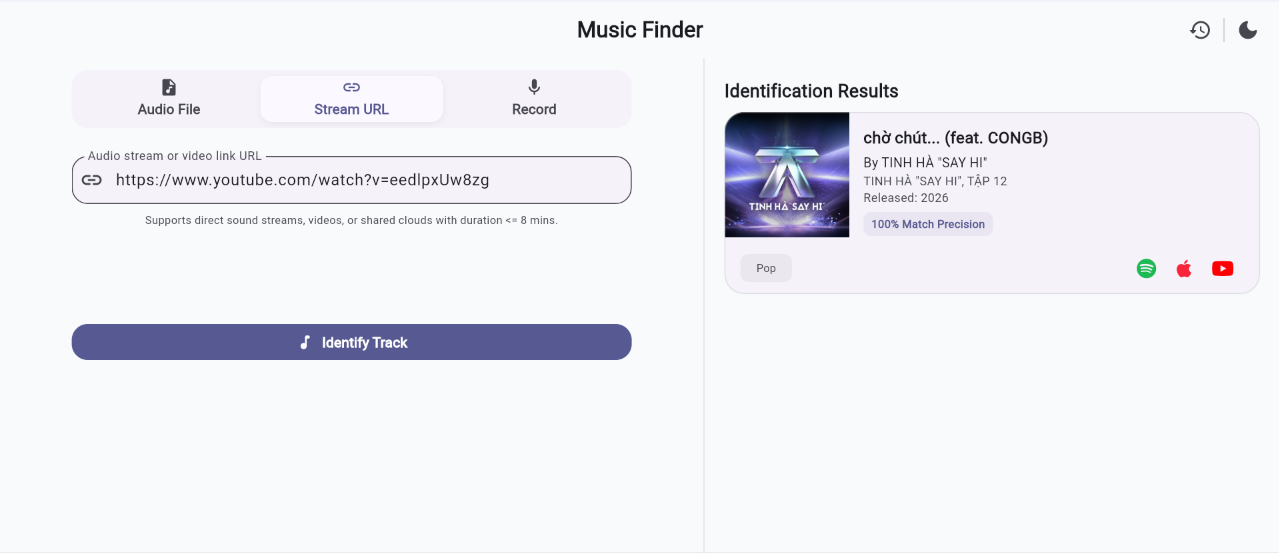 Music Finder
Audio File
Stream URL
Record
Audio stream or video link URL
https://www.youtube.com/watch?v=eedlpxUw8zg
Supports direct sound streams, videos, or shared clouds with duration <= 8 mins.
Identify Track
Identification Results
TINH HÀ SAY HI
chờ chút... (feat. CONGB)
By TINH HÀ "SAY HI"
TINH HÀ "SAY HI", TẬP 12
Released: 2026
100% Match Precision
Pop